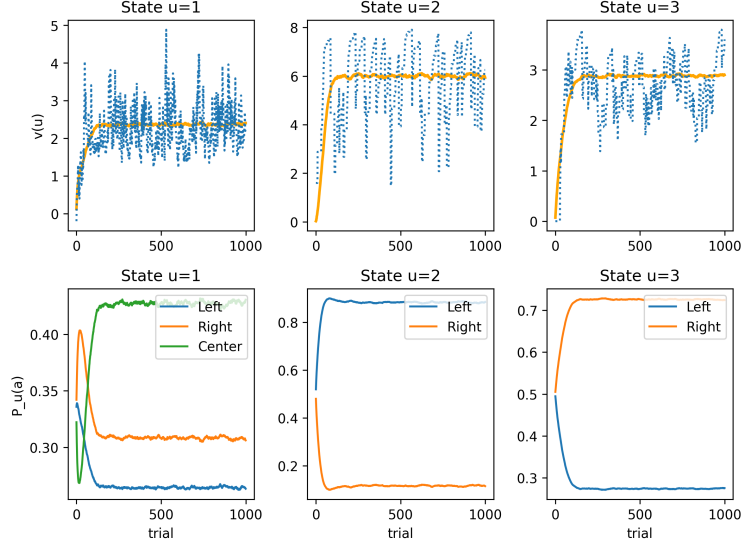 State u=1
State u=2
State u=3
v(u)
5
4
3
2
1
0
0
500
1000
8
6
4
2
0
0
500
1000
3
2
1
0
0
500
1000
State u=1
State u=2
State u=3
P_u(a)
0.40
0.35
0.30
Left
Right
Center
0
500
1000
trial
0.8
0.6
0.4
0.2
Left
Right
0
500
1000
trial
0.7
0.6
0.5
0.4
0.3
Left
Right
0
500
1000
trial